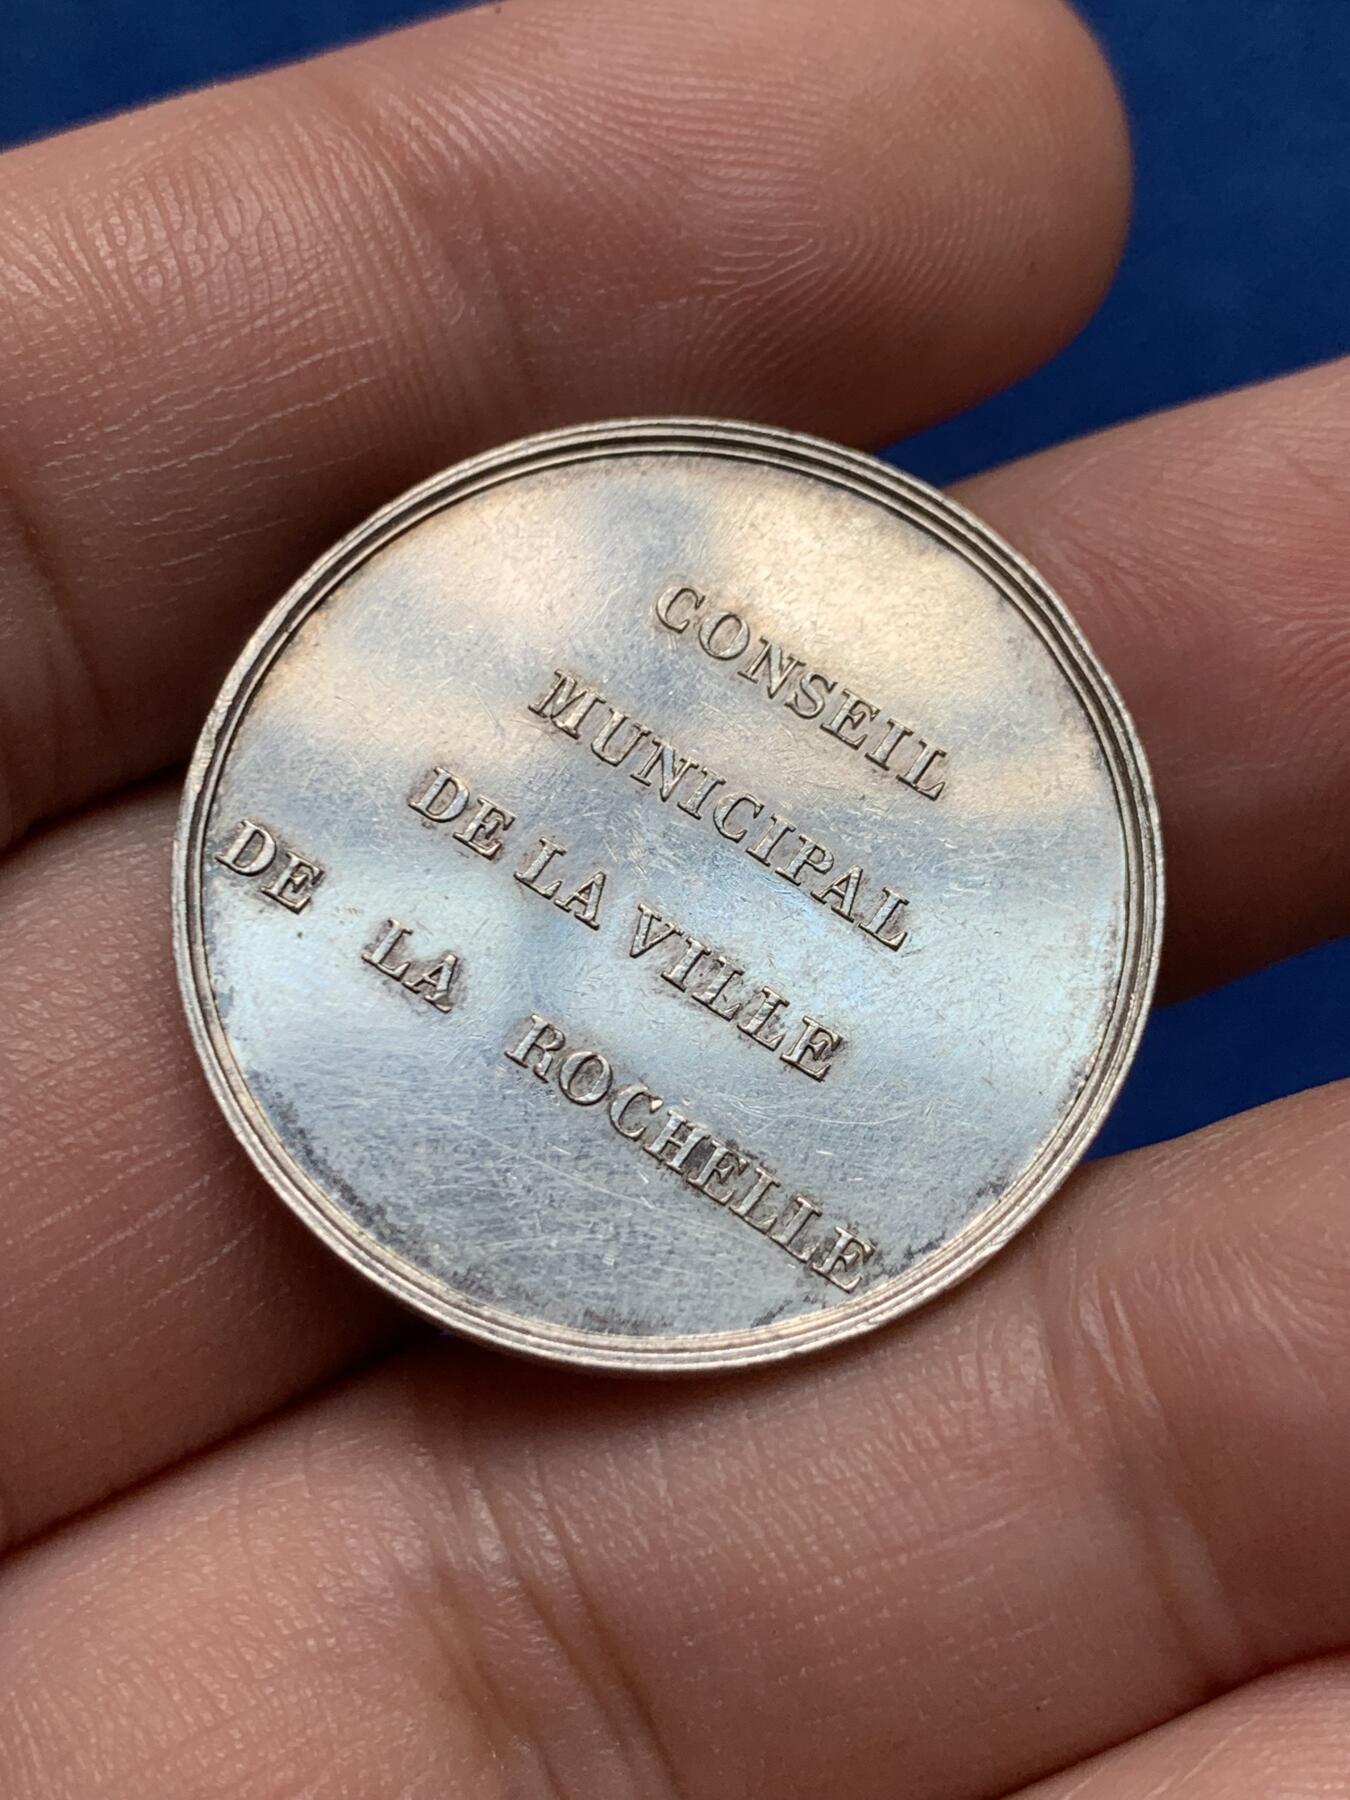 CONSEIL
MUNICIPAL
DE LA VILLE
DE LA ROCHELLE